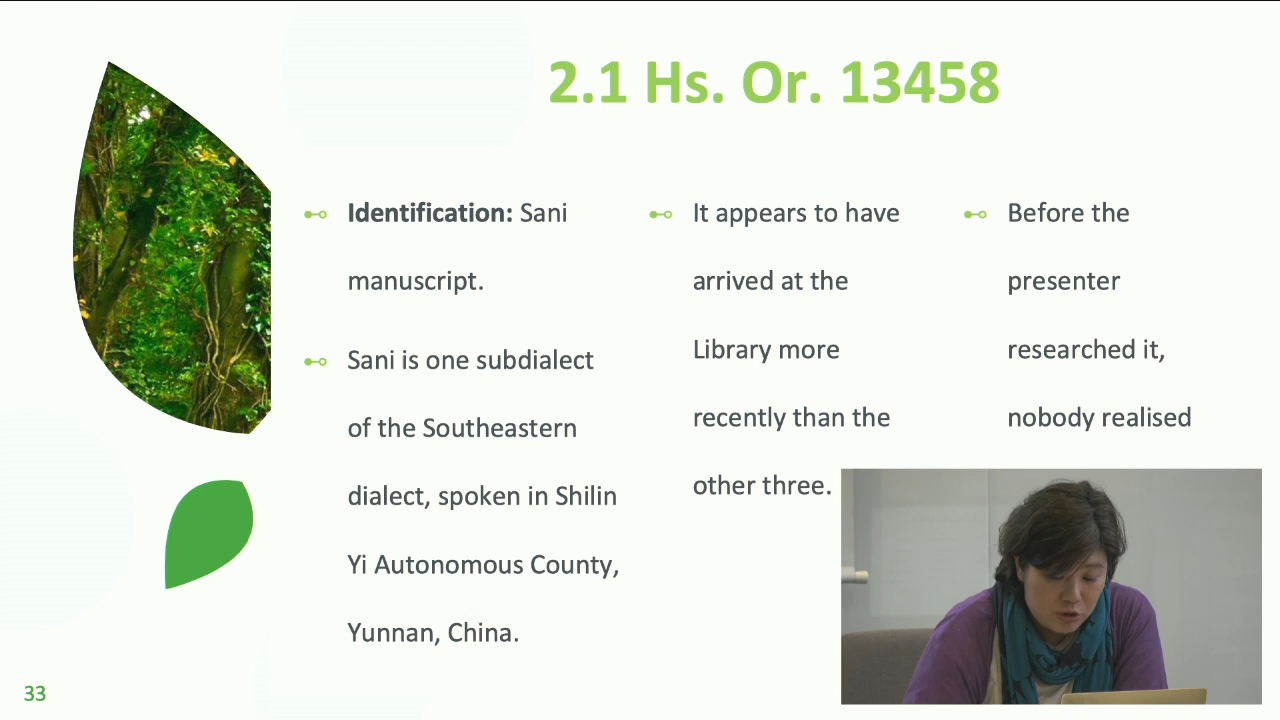 2.1 Hs. Or. 13458
Identification: Sani
manuscript.
Sani is one subdialect
of the Southeastern
dialect, spoken in Shilin
Yi Autonomous County,
Yunnan, China.
It appears to have
arrived at the
Library more
recently than the
other three.
Before the
presenter
researched it,
nobody realised
33